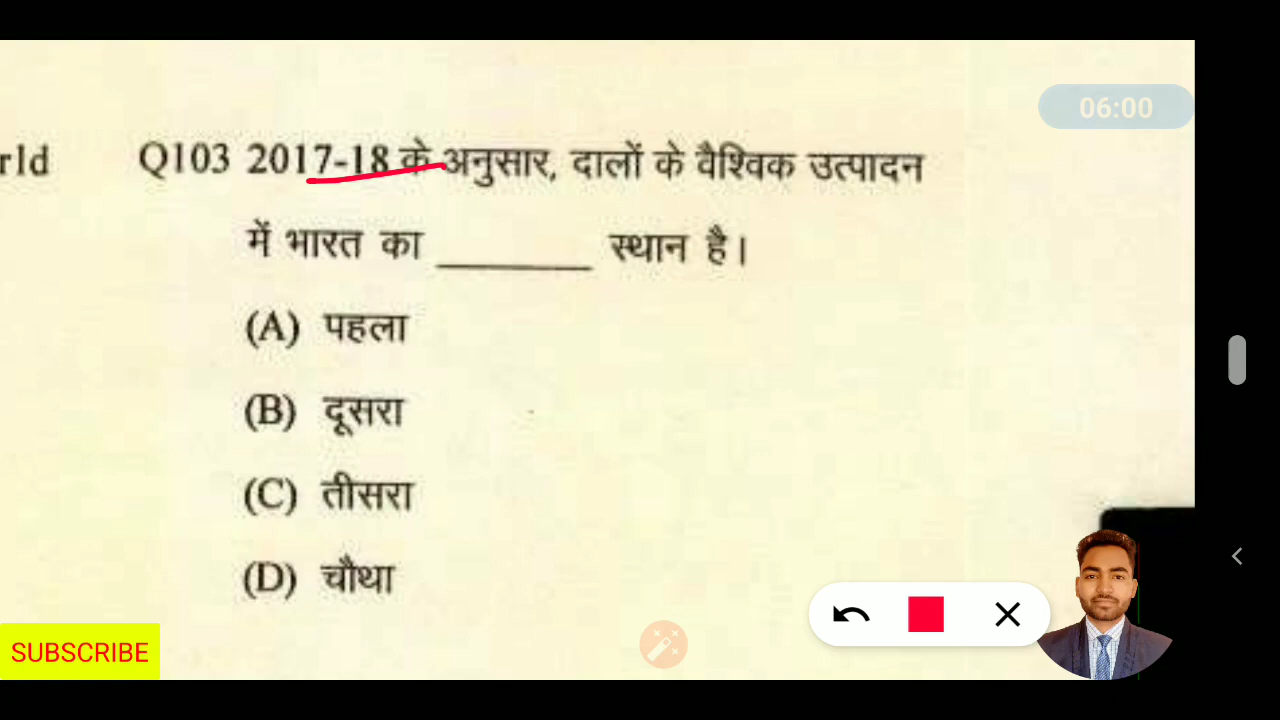 06:00
rld
Q103 2017-18 के अनुसार, दालों के वैश्विक उत्पादन
में भारत का ________ स्थान है।
(A) पहला
(B) दूसरा
(C) तीसरा
(D) चौथा
SUBSCRIBE